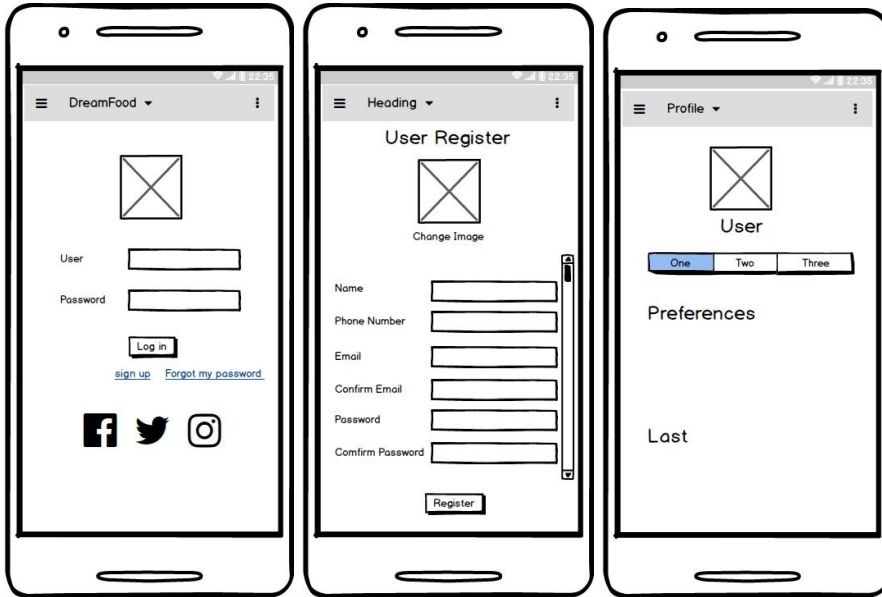 22:35
DreamFood
User
Password
Log in
sign up Forgot my password
22:35
Heading
User Register
Change Image
Name
Phone Number
Email
Confirm Email
Password
Comfirm Password
Register
22:35
Profile
User
One Two Three
Preferences
Last